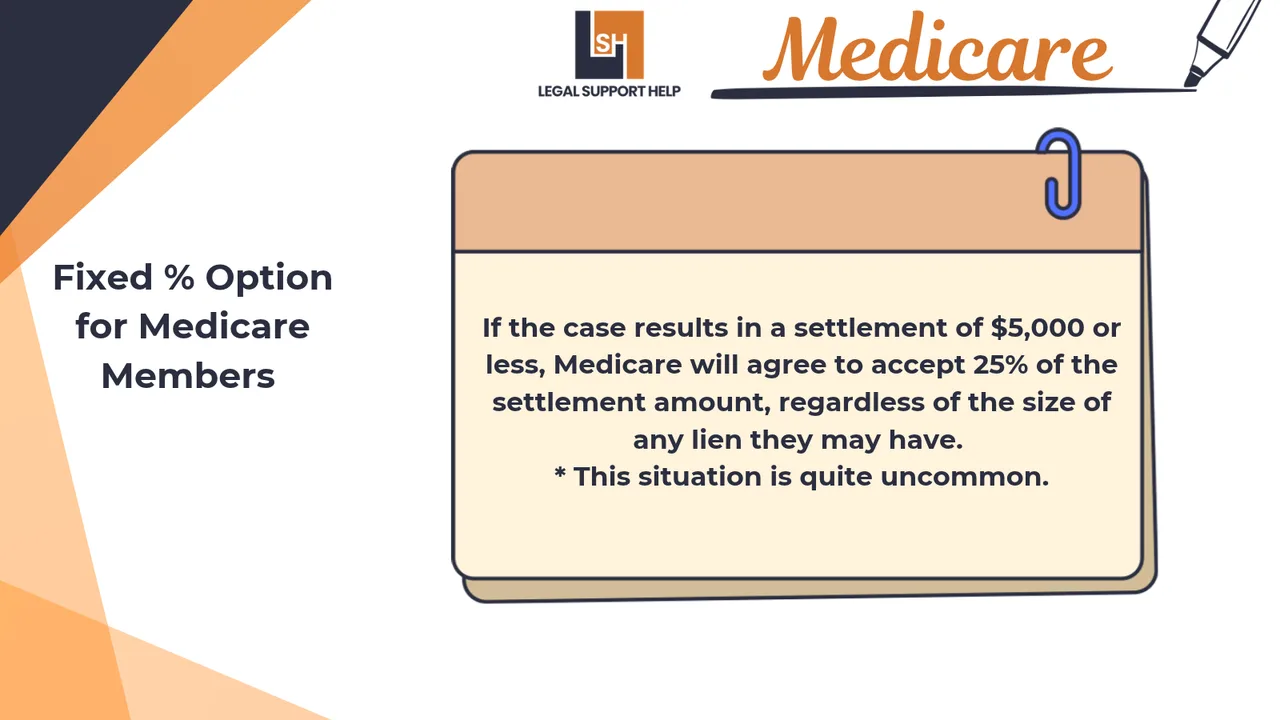 LSH
LEGAL SUPPORT HELP
Medicare
Fixed % Option
for Medicare
Members
If the case results in a settlement of $5,000 or
less, Medicare will agree to accept 25% of the
settlement amount, regardless of the size of
any lien they may have.
* This situation is quite uncommon.